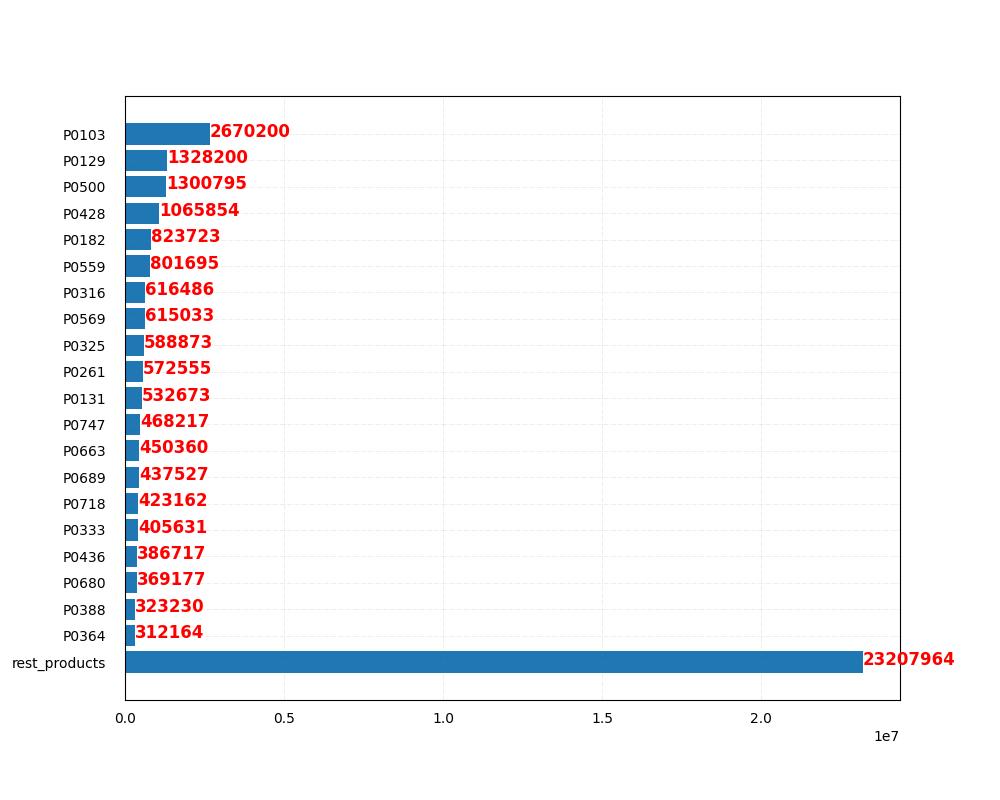 P0103 2670200
P0129 1328200
P0500 1300795
P0428 1065854
P0182 823723
P0559 801695
P0316 616486
P0569 615033
P0325 588873
P0261 572555
P0131 532673
P0747 468217
P0663 450360
P0689 437527
P0718 423162
P0333 405631
P0436 386717
P0680 369177
P0388 323230
P0364 312164
rest_products 23207964
0.0 0.5 1.0 1.5 2.0
1e7